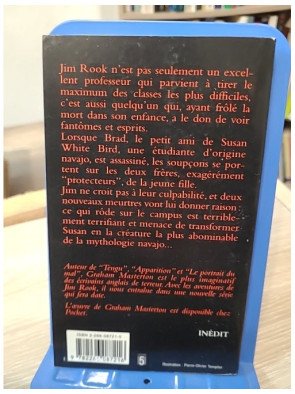 Jim Rook n'est pas seulement un excel-
lent professeur qui parvient à tirer le
maximum des classes les plus difficiles,
c'est aussi quelqu'un qui, ayant frôlé la
mort dans son enfance, a le don de voir
fantômes et esprits.
Lorsque Brad, le petit ami de Susan
White Bird, une étudiante d'origine
navajo, est assassiné, les soupçons se por-
tent sur les deux frères, exagérément
"protecteurs", de la jeune fille.
Jim ne croit pas à leur culpabilité, et deux
nouveaux meurtres vont lui donner raison :
ce qui rôde sur le campus est terrible-
ment terrifiant et menace de transformer
Susan en la créature la plus abominable
de la mythologie navajo...
Auteur de "Tengu", "Apparition" et "Le portrait du
mal", Graham Masterton est le plus imaginatif
des écrivains anglais de terreur. Avec les aventures de
Jim Rook, il nous entraîne dans une nouvelle série
qui fera date.
L'œuvre de Graham Masterton est disponible chez
Pocket.
INÉDIT
5
Illustration : Pierre-Olivier Templier